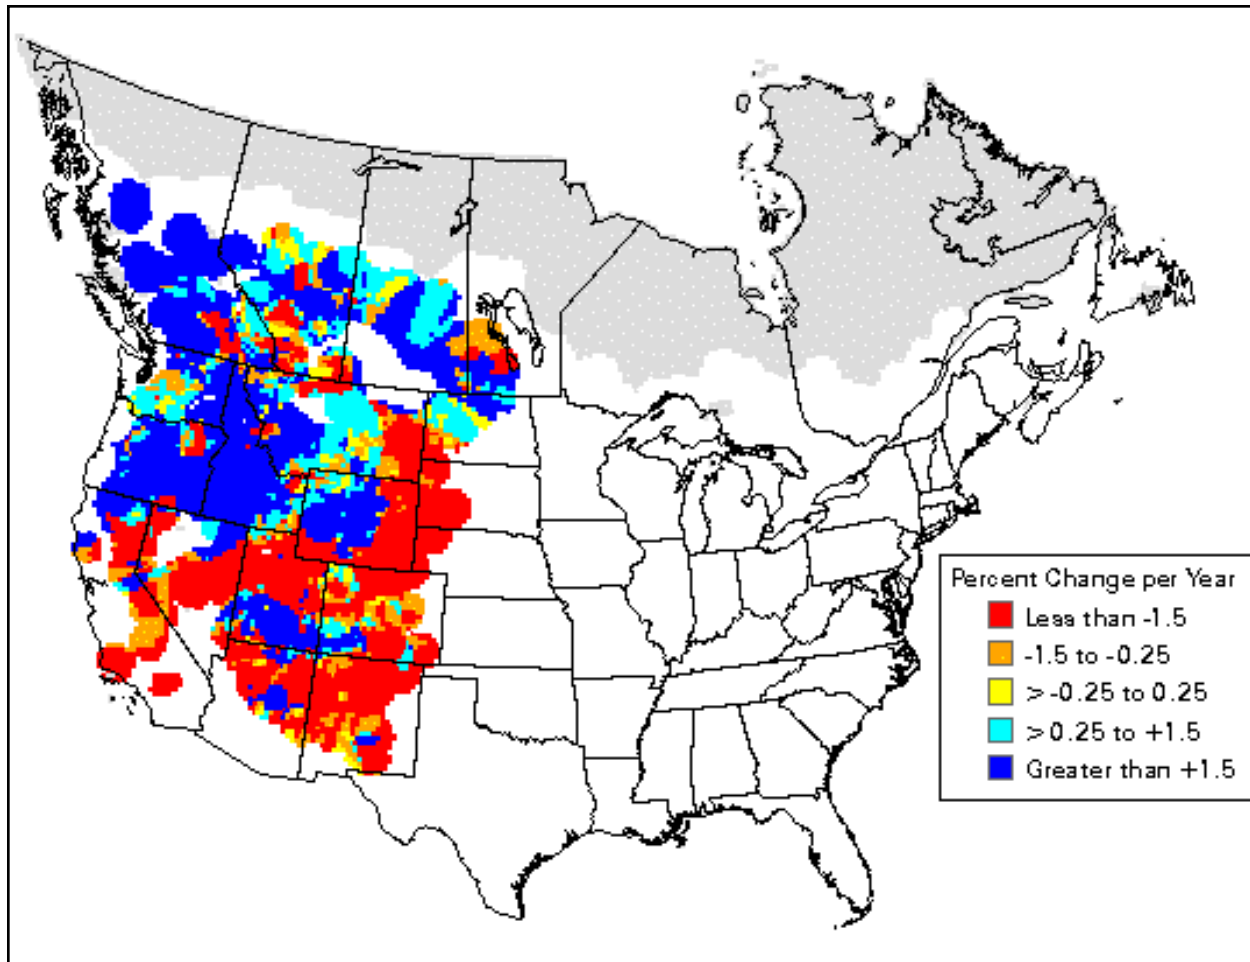 Percent Change per Year
Less than -1.5
-1.5 to -0.25
> -0.25 to 0.25
> 0.25 to +1.5
Greater than +1.5